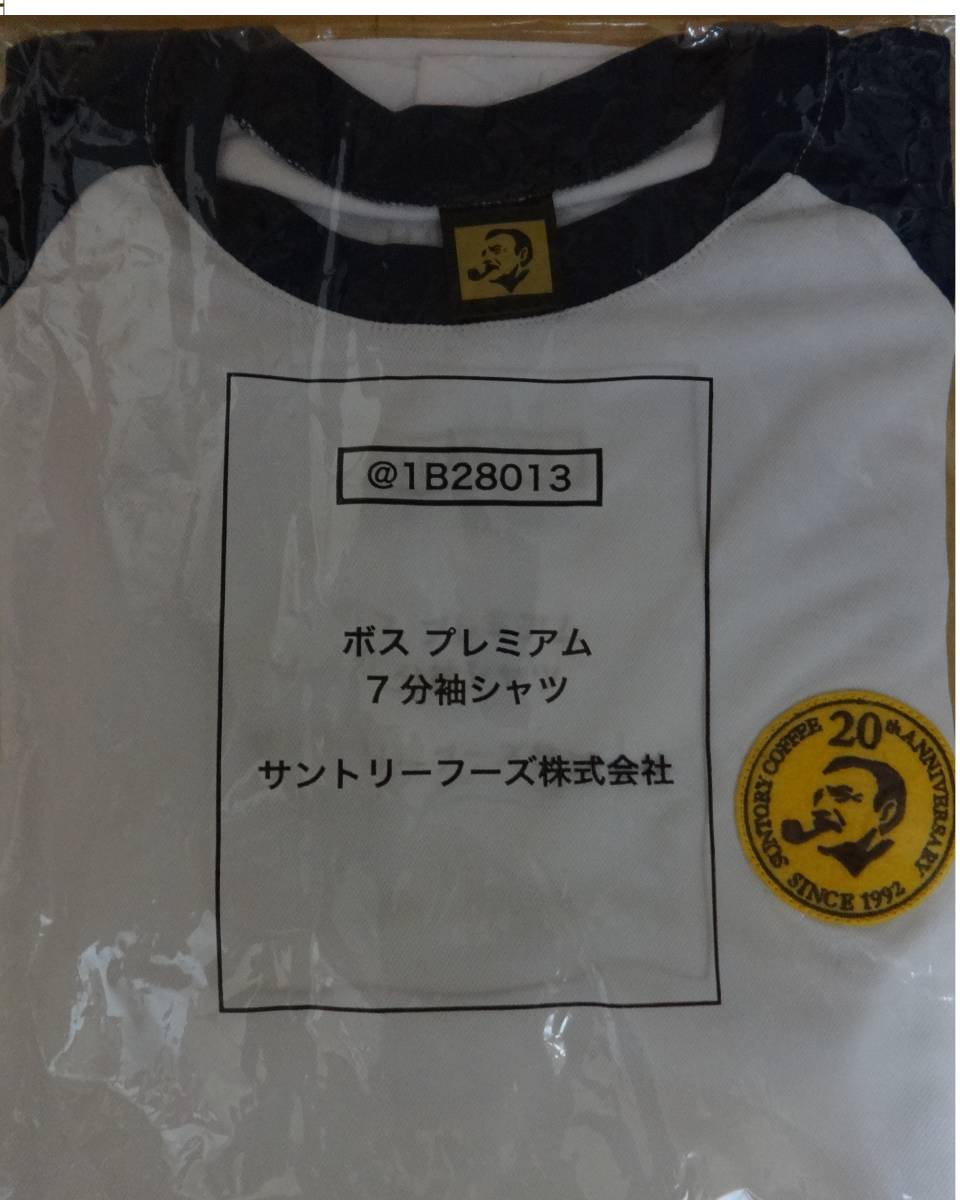 @1B28013
ボス プレミアム
7分袖シャツ
サントリーフーズ株式会社
SUNTORY COFFEE 20th ANNIVERSARY
SINCE 1992